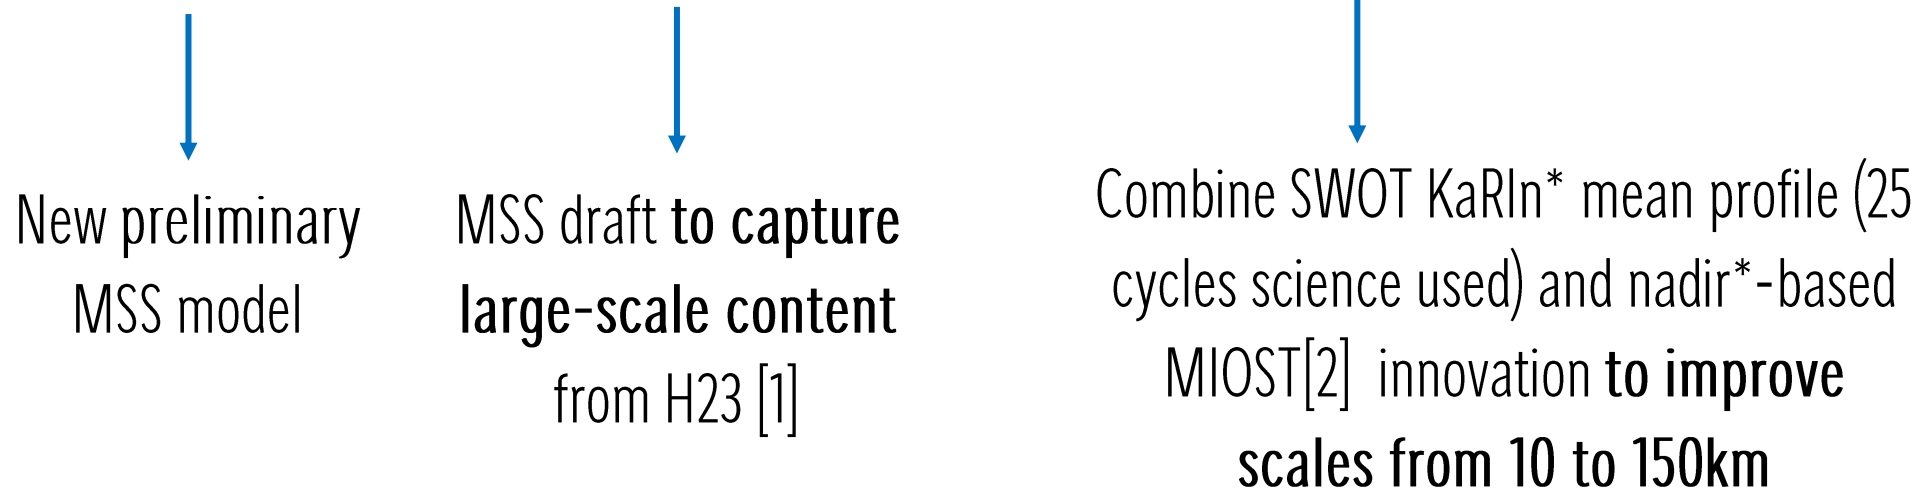 New preliminary
MSS model
MSS draft to capture
large-scale content
from H23 [1]
Combine SWOT KaRIn* mean profile (25
cycles science used) and nadir*-based
MIOST[2]  innovation to improve
scales from 10 to 150km